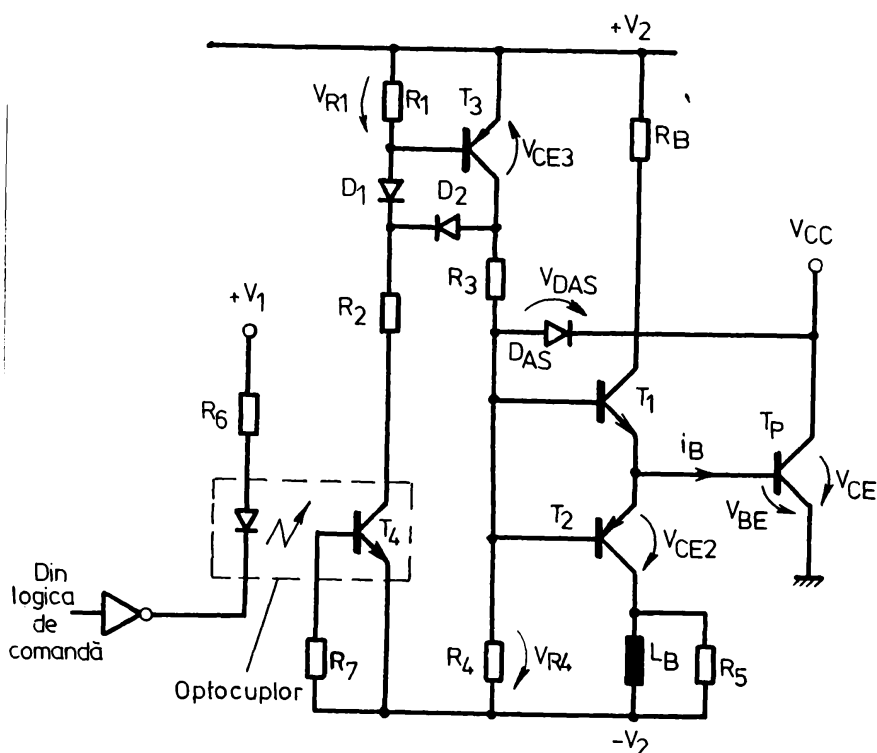 +V2
VR1
R1
T3
VCE3
RB
D1
D2
VCC
R3
VDAS
+V1
R2
DAS
R6
T1
TP
iB
VCE
T4
T2
VBE
VCE2
Din
logica
de
comandă
R7
R4
VR4
LB
R5
Optocuplor
-V2